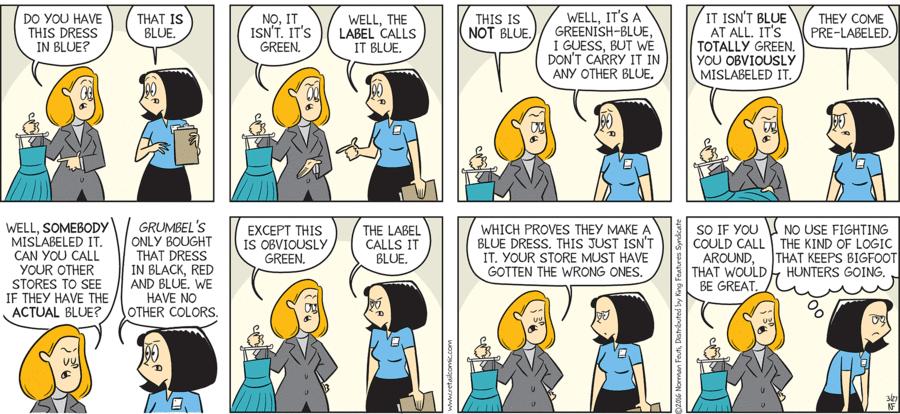 DO YOU HAVE
THIS DRESS
IN BLUE?
THAT IS
BLUE.
NO, IT
ISN'T. IT'S
GREEN.
WELL, THE
LABEL CALLS
IT BLUE.
THIS IS
NOT BLUE.
WELL, IT'S A
GREENISH-BLUE,
I GUESS, BUT WE
DON'T CARRY IT IN
ANY OTHER BLUE.
IT ISN'T BLUE
AT ALL. IT'S
TOTALLY GREEN.
YOU OBVIOUSLY
MISLABELED IT.
THEY COME
PRE-LABELED.
WELL, SOMEBODY
MISLABELED IT.
CAN YOU CALL
YOUR OTHER
STORES TO SEE
IF THEY HAVE THE
ACTUAL BLUE?
GRUMBEL'S
ONLY BOUGHT
THAT DRESS
IN BLACK, RED
AND BLUE. WE
HAVE NO
OTHER COLORS.
EXCEPT THIS
IS OBVIOUSLY
GREEN.
THE LABEL
CALLS IT
BLUE.
www.retailcomic.com
WHICH PROVES THEY MAKE A
BLUE DRESS. THIS JUST ISN'T
IT. YOUR STORE MUST HAVE
GOTTEN THE WRONG ONES.
©2016 Norman Feuti, Distributed by King Features Syndicate
SO IF YOU
COULD CALL
AROUND,
THAT WOULD
BE GREAT.
NO USE FIGHTING
THE KIND OF LOGIC
THAT KEEPS BIGFOOT
HUNTERS GOING.
3/27
NF